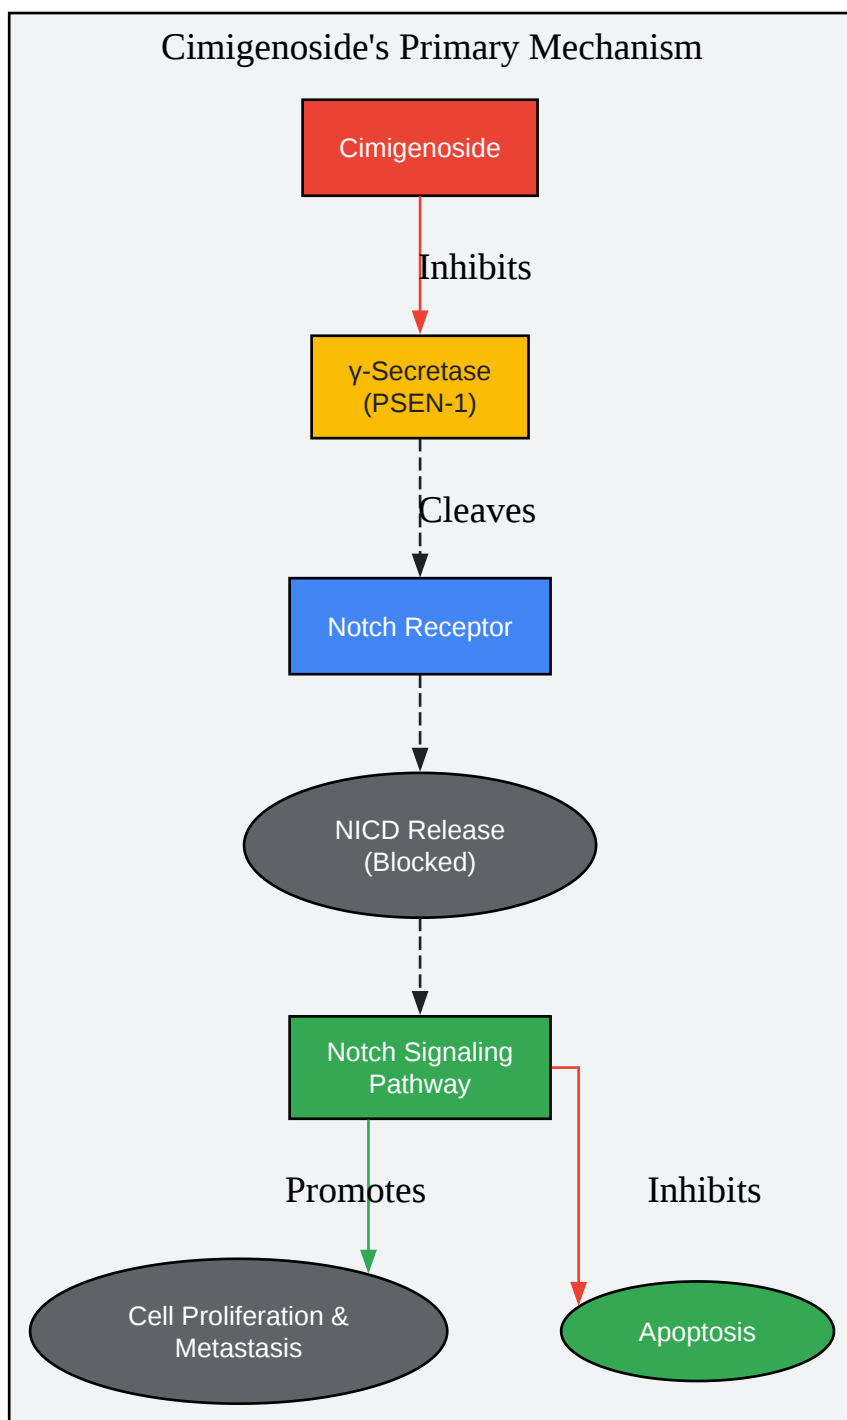 Cimigenoside's Primary Mechanism
Cimigenoside
Inhibits
γ-Secretase
(PSEN-1)
Cleaves
Notch Receptor
NICD Release
(Blocked)
Notch Signaling
Pathway
Promotes
Inhibits
Cell Proliferation &
Metastasis
Apoptosis